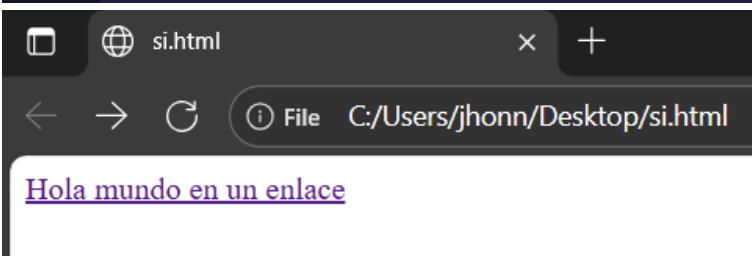 si.html
File C:/Users/jhonn/Desktop/si.html
Hola mundo en un enlace